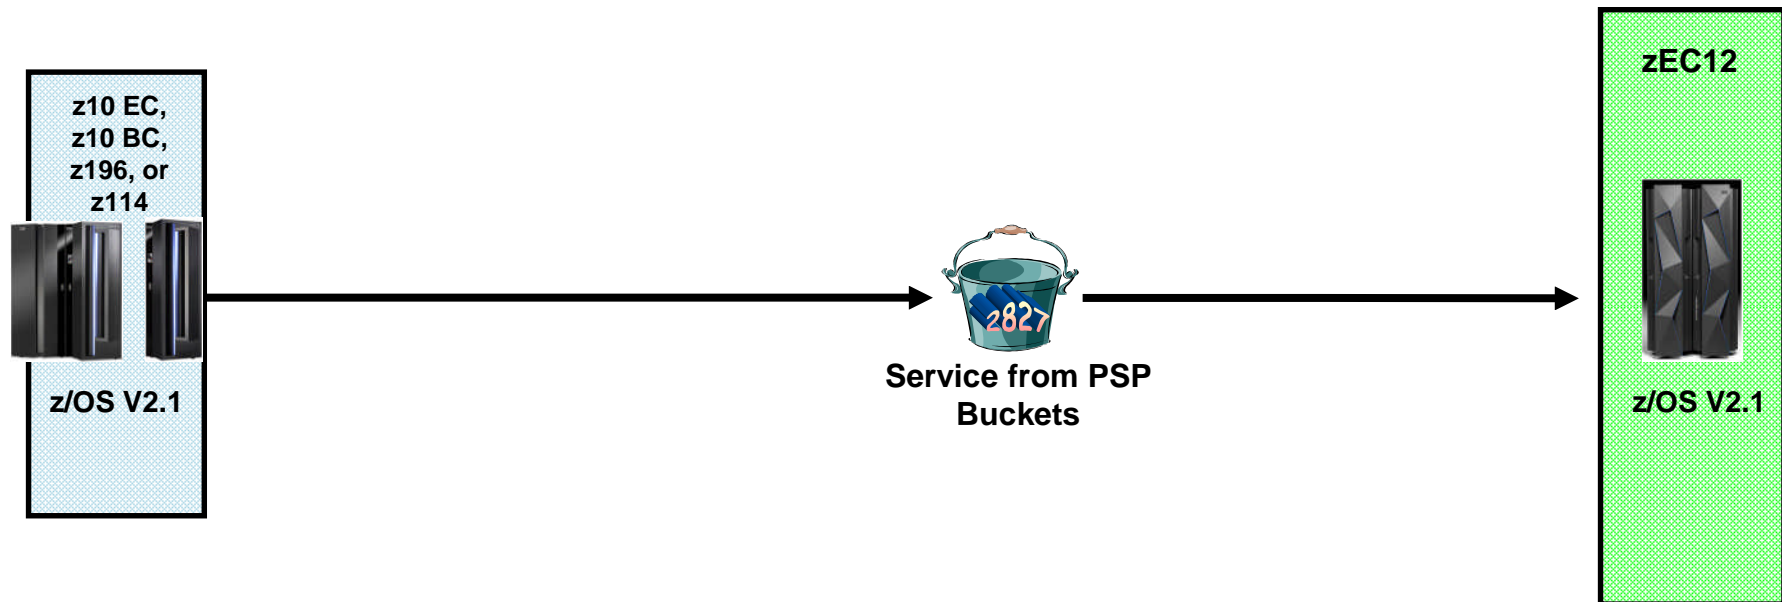 z10 EC,
z10 BC,
z196, or
z114
z/OS V2.1
2827
Service from PSP
Buckets
zEC12
z/OS V2.1